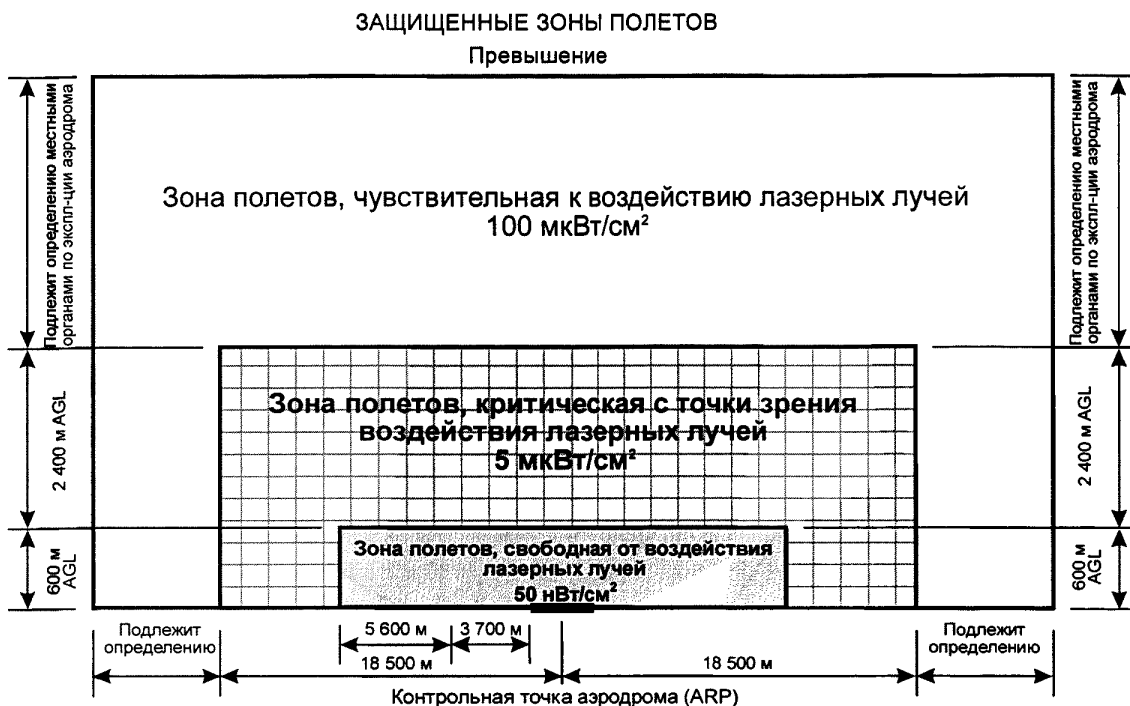 ЗАЩИЩЕННЫЕ ЗОНЫ ПОЛЕТОВ
Превышение
Подлежит определению местными
органами по экспл-ции аэродрома
Зона полетов, чувствительная к воздействию лазерных лучей
100 мкВт/см²
Подлежит определению местными
органами по экспл-ции аэродрома
2 400 м AGL
Зона полетов, критическая с точки зрения
воздействия лазерных лучей
5 мкВт/см²
2 400 м AGL
600 м
AGL
Зона полетов, свободная от воздействия
лазерных лучей
50 нВт/см²
600 м
AGL
Подлежит
определению
5 600 м
3 700 м
Подлежит
определению
18 500 м
18 500 м
Контрольная точка аэродрома (ARP)